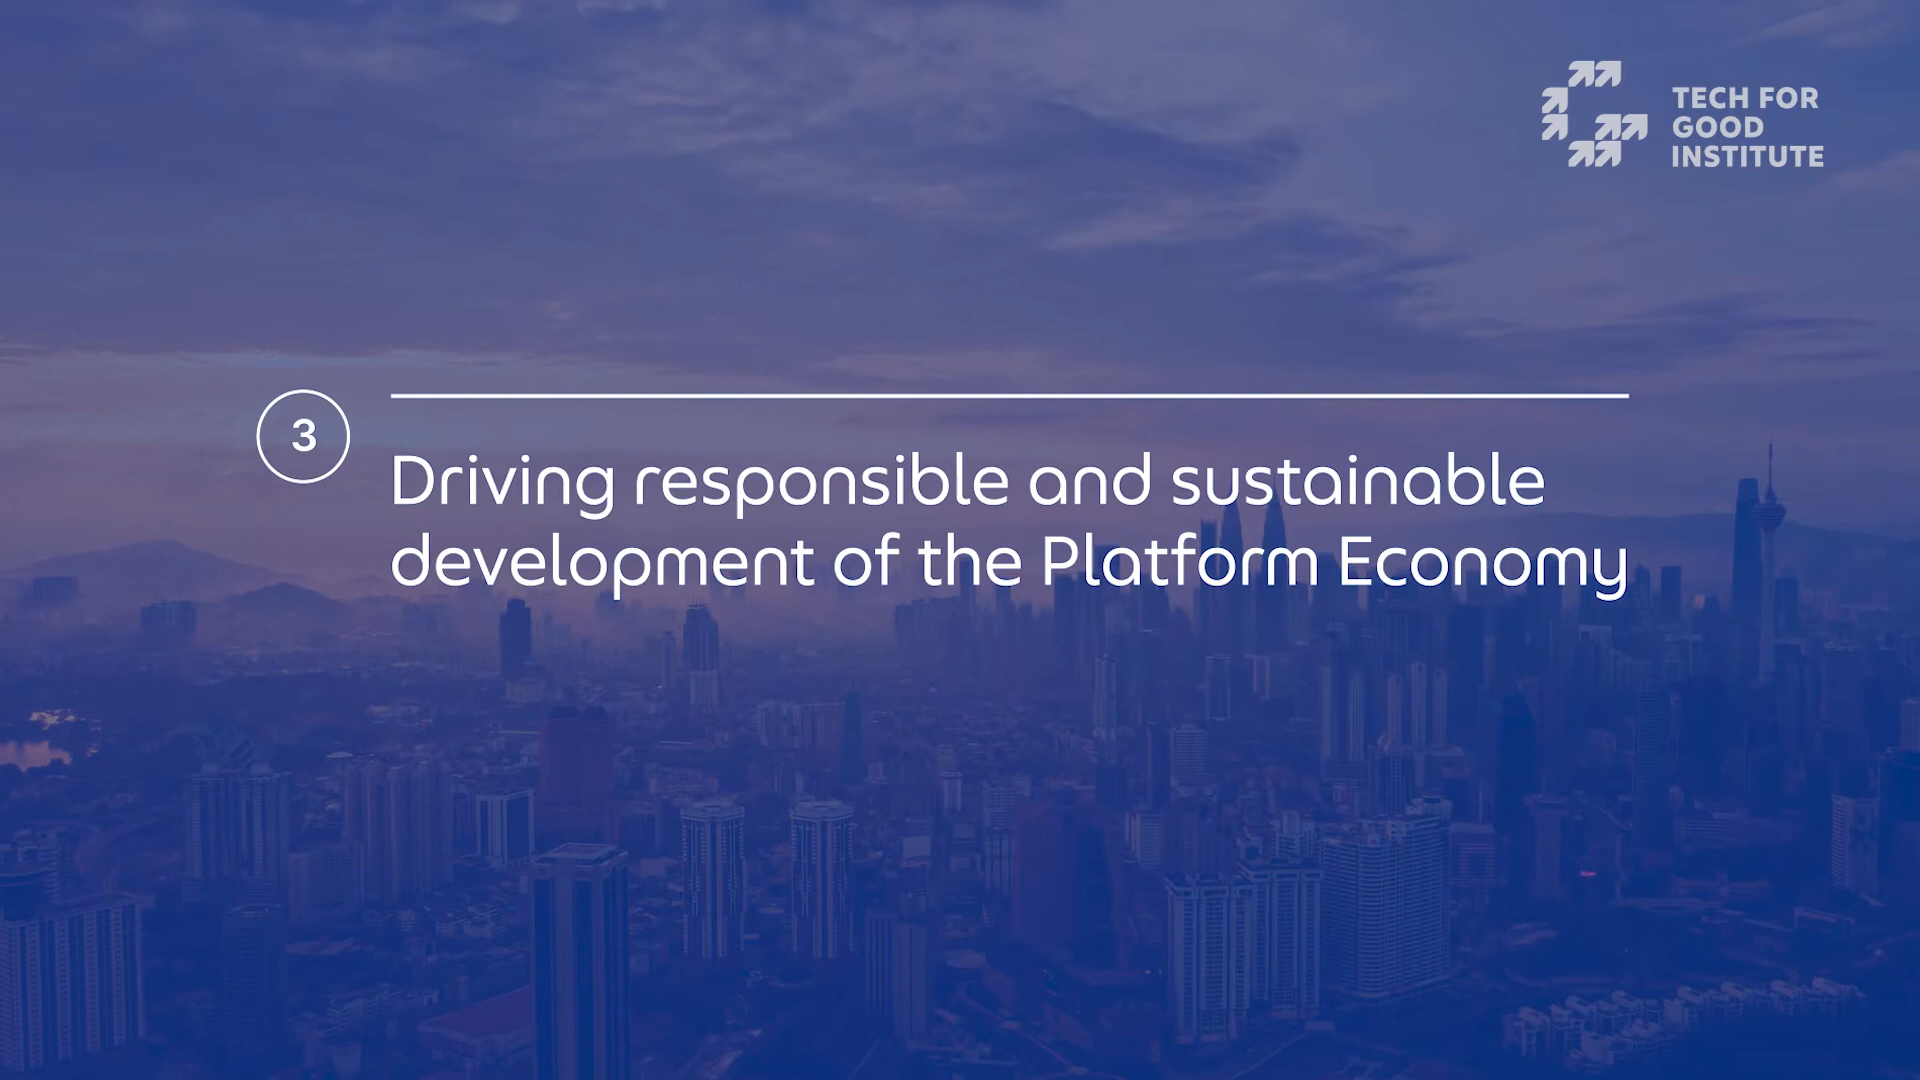 TECH FOR
GOOD
INSTITUTE
3
Driving responsible and sustainable
development of the Platform Economy